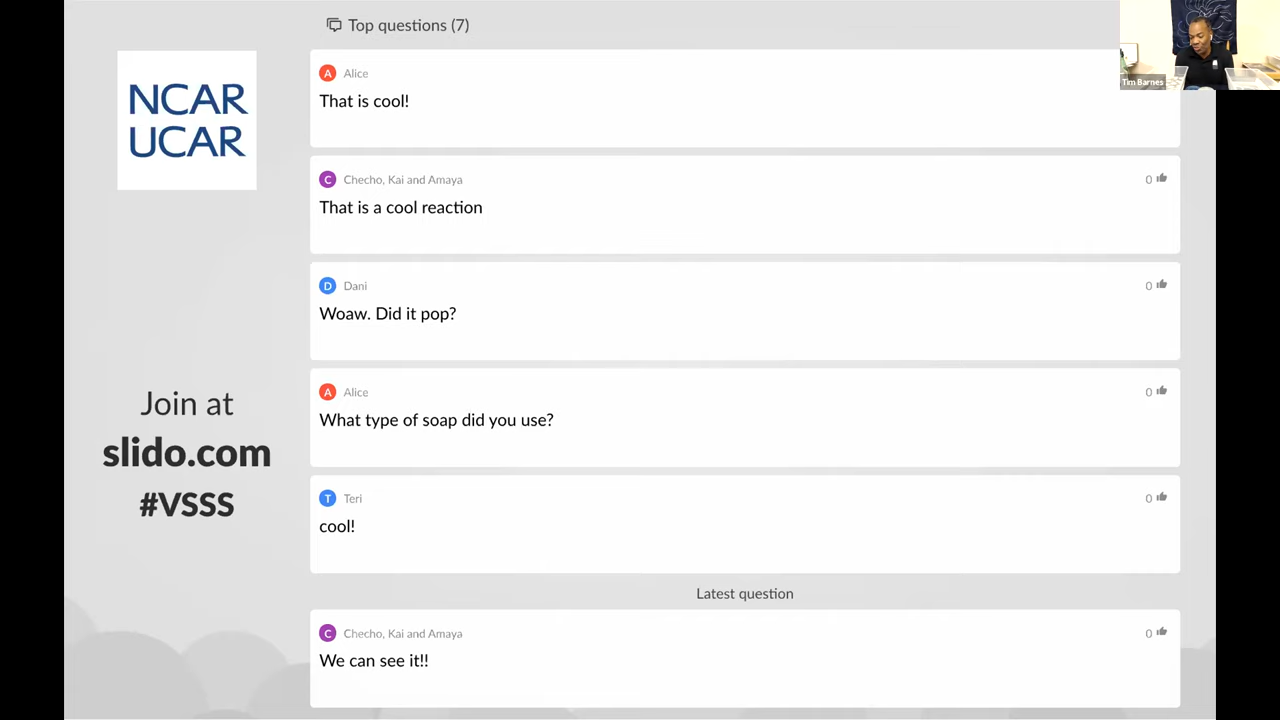 Top questions (7)
NCAR
UCAR
Join at
slido.com
#VSSS
A Alice
That is cool!
C Checho, Kai and Amaya 0
That is a cool reaction
D Dani 0
Woaw. Did it pop?
A Alice 0
What type of soap did you use?
T Teri 0
cool!
Latest question
C Checho, Kai and Amaya 0
We can see it!!
Tim Barnes